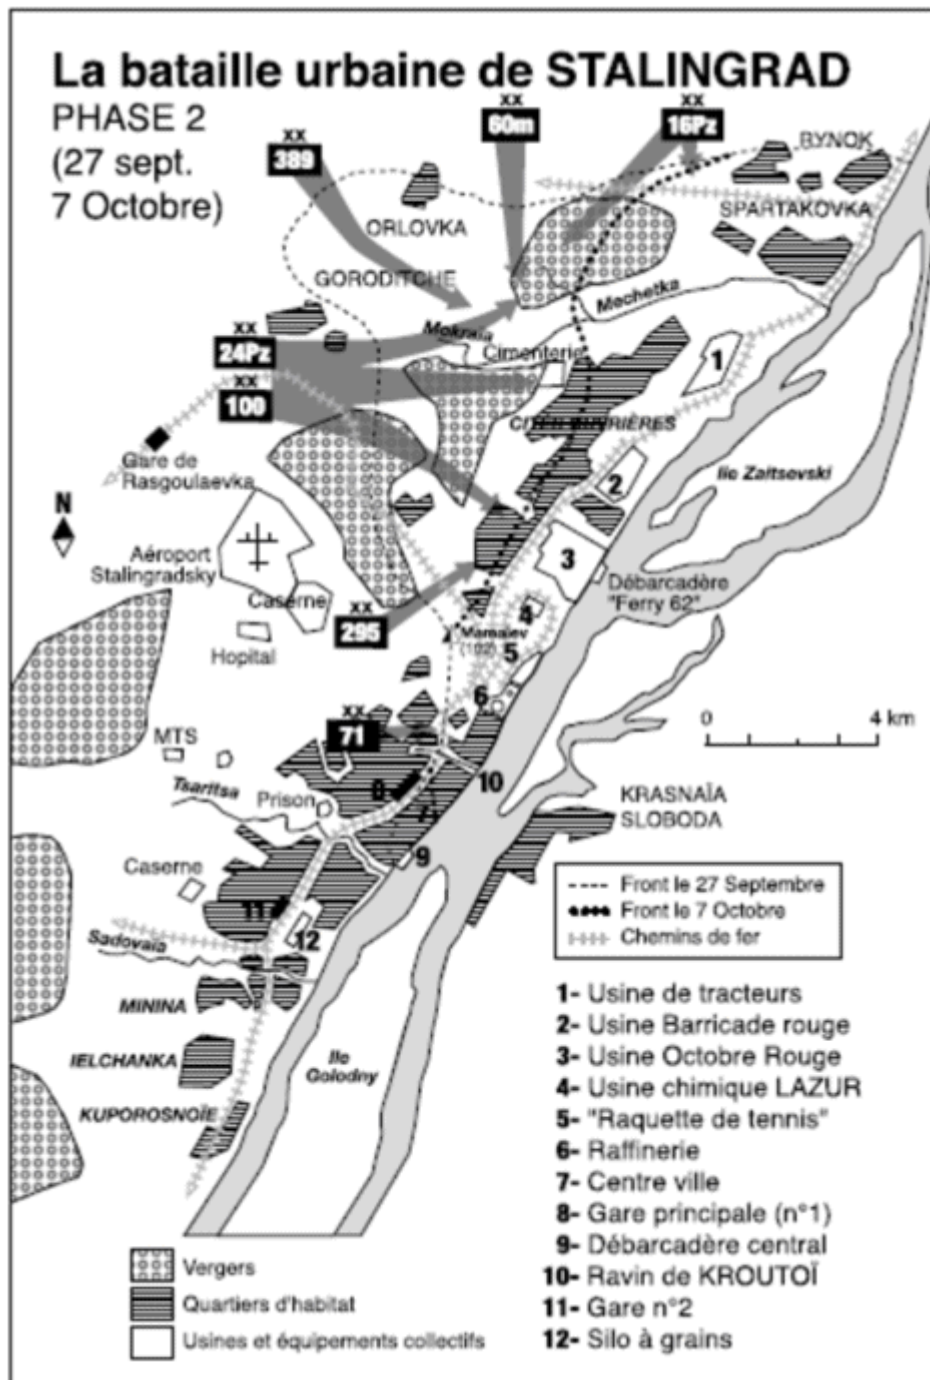 La bataille urbaine de STALINGRAD
PHASE 2
(27 sept.
7 Octobre)
xx
389
xx
60m
xx
16Pz
RYNOK
ORLOVKA
SPARTAKOVKA
GORODITCHE
Mechetka
Mokraia
xx
24Pz
Cimenterie
1
xx
100
CITÉS OUVRIÈRES
Gare de
Rasgoulaevka
2
Ile Zaitsevski
N
Aéroport
Stalingradsky
3
Débarcadère
"Ferry 62"
Caserne
xx
295
4
Hopital
Mamaiev
(102)
5
6
xx
71
0
4 km
MTS
Tsaritsa
Prison
8
10
7
KRASNAÏA
SLOBODA
9
Caserne
11
12
Sadovaia
MININA
IELCHANKA
KUPOROSNOÏE
Ile
Golodny
Front le 27 Septembre
Front le 7 Octobre
Chemins de fer
1- Usine de tracteurs
2- Usine Barricade rouge
3- Usine Octobre Rouge
4- Usine chimique LAZUR
5- "Raquette de tennis"
6- Raffinerie
7- Centre ville
8- Gare principale (n°1)
9- Débarcadère central
10- Ravin de KROUTOÏ
11- Gare n°2
12- Silo à grains
Vergers
Quartiers d'habitat
Usines et équipements collectifs